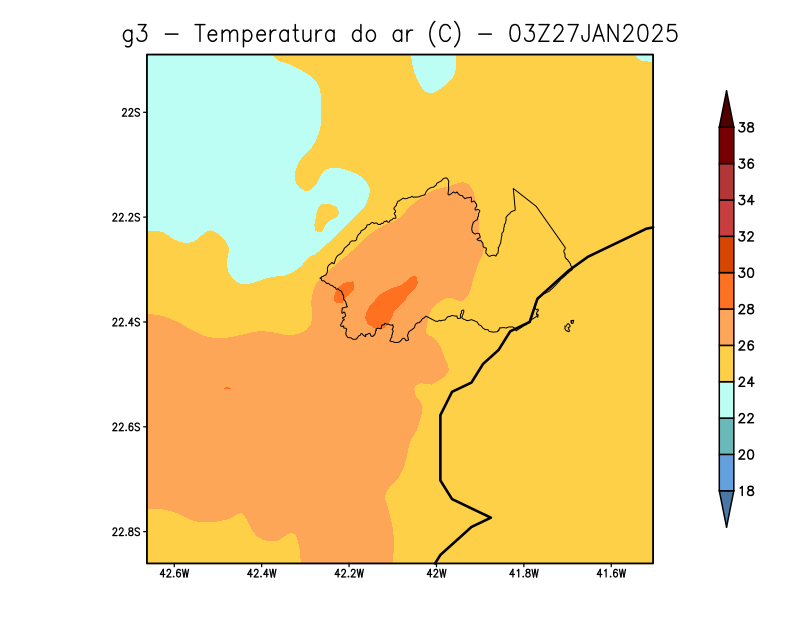 g3 – Temperatura do ar (C) – 03Z27JAN2025
22S
22.2S
22.4S
22.6S
22.8S
42.6W
42.4W
42.2W
42W
41.8W
41.6W
38
36
34
32
30
28
26
24
22
20
18